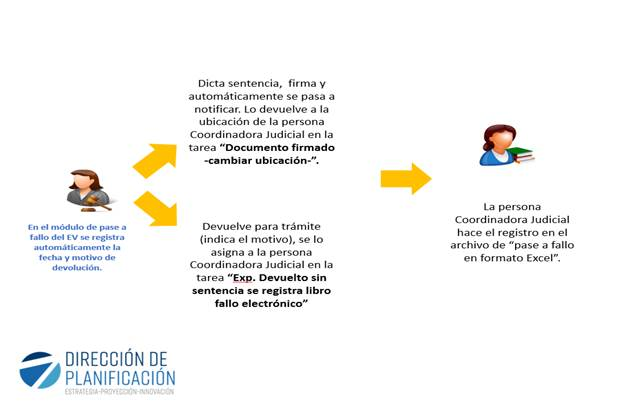 Dicta sentencia,  firma y
automáticamente se pasa a
notificar. Lo devuelve a la
ubicación de la persona
Coordinadora Judicial en la
tarea “Documento firmado
-cambiar ubicación-”.
En el módulo de pase a
fallo del EV se registra
automáticamente la
fecha y motivo de
devolución.
Devuelve para trámite
(indica el motivo), se lo
asigna a la persona
Coordinadora Judicial en la
tarea “Exp. Devuelto sin
sentencia se registra libro
fallo electrónico”
La persona
Coordinadora Judicial
hace el registro en el
archivo de “pase a fallo
en formato Excel”.
DIRECCIÓN DE
PLANIFICACIÓN
ESTRATEGIA-PROYECCIÓN-INNOVACIÓN